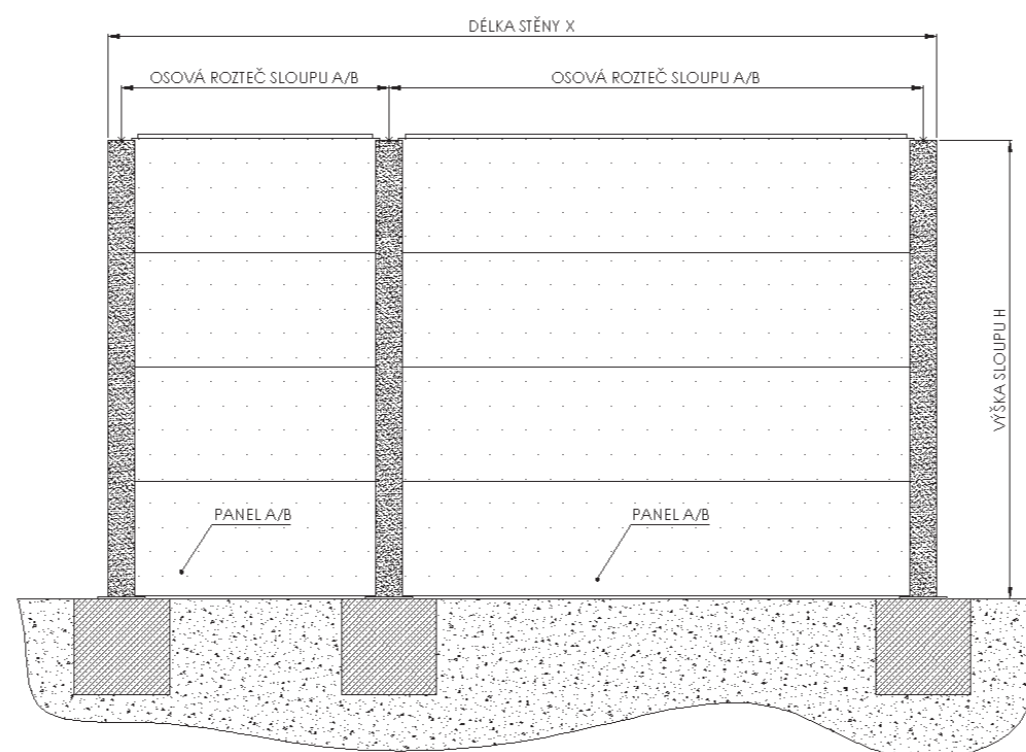 DÉLKA STĚNY X
OSOVÁ ROZTEČ SLOUPU A/B
OSOVÁ ROZTEČ SLOUPU A/B
VÝŠKA SLOUPU H
PANEL A/B
PANEL A/B